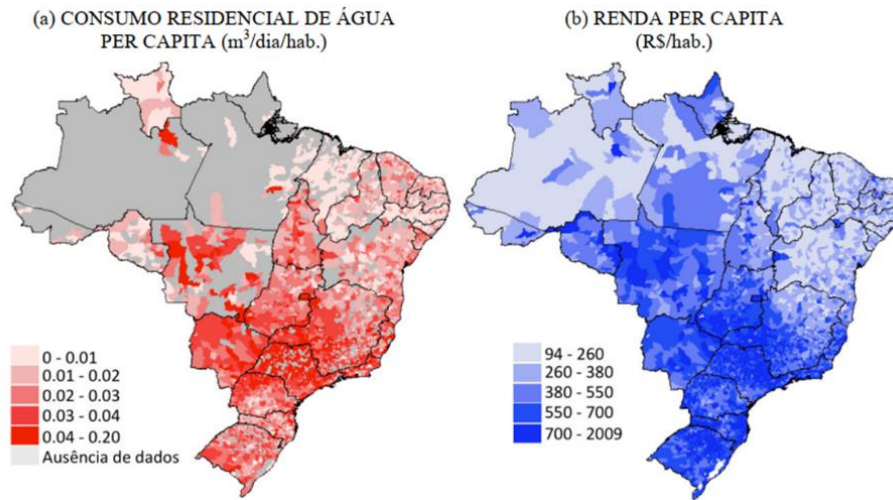 (a) CONSUMO RESIDENCIAL DE ÁGUA
PER CAPITA (m³/dia/hab.)
0 - 0.01
0.01 - 0.02
0.02 - 0.03
0.03 - 0.04
0.04 - 0.20
Ausência de dados
(b) RENDA PER CAPITA
(R$/hab.)
94 - 260
260 - 380
380 - 550
550 - 700
700 - 2009